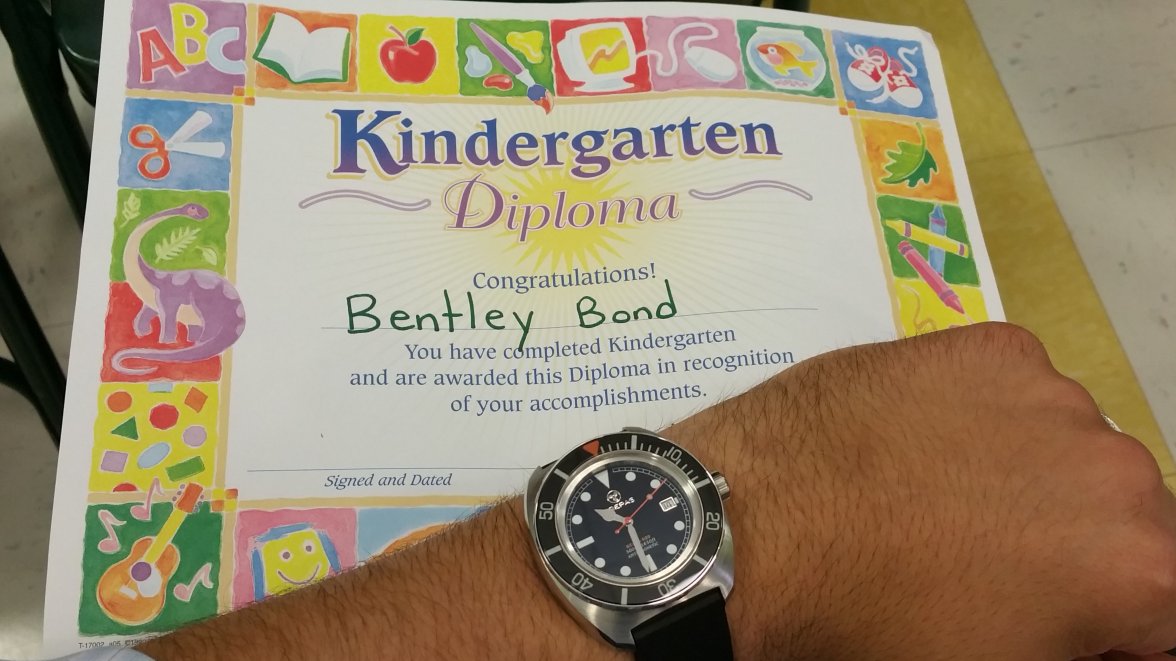 ABC
Kindergarten
Diploma
Congratulations!
Bentley Bond
You have completed Kindergarten
and are awarded this Diploma in recognition
of your accomplishments.
Signed and Dated
10
20
30
40
50